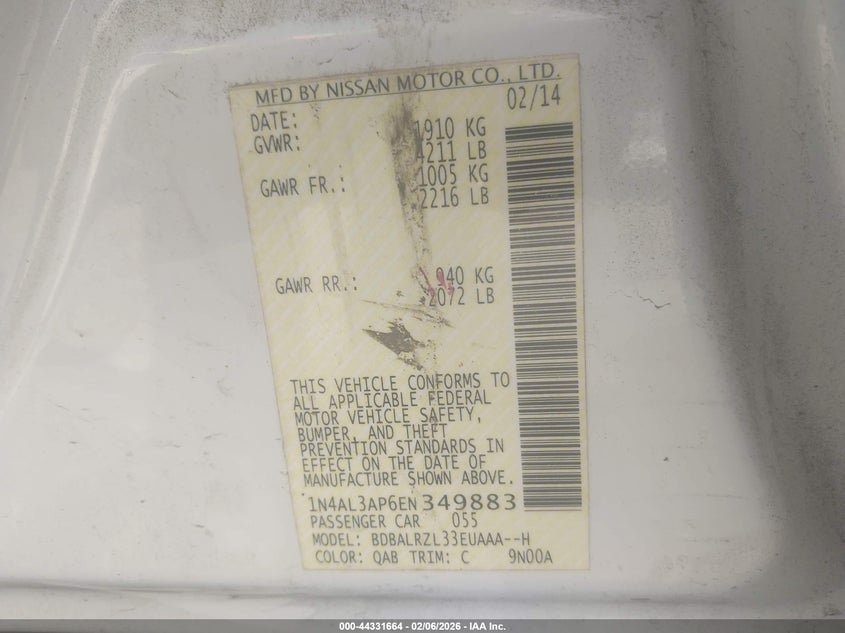 MFD BY NISSAN MOTOR CO., LTD.
DATE: 02/14
GVWR: 1910 KG
4211 LB
GAWR FR.: 1005 KG
2216 LB
GAWR RR.: 940 KG
2072 LB
THIS VEHICLE CONFORMS TO
ALL APPLICABLE FEDERAL
MOTOR VEHICLE SAFETY,
BUMPER, AND THEFT
PREVENTION STANDARDS IN
EFFECT ON THE DATE OF
MANUFACTURE SHOWN ABOVE.
1N4AL3AP6EN349883
PASSENGER CAR 055
MODEL: BDBALRZL33EUAAA--H
COLOR: QAB TRIM: C 9N00A
000-44331664 - 02/06/2026 - IAA Inc.